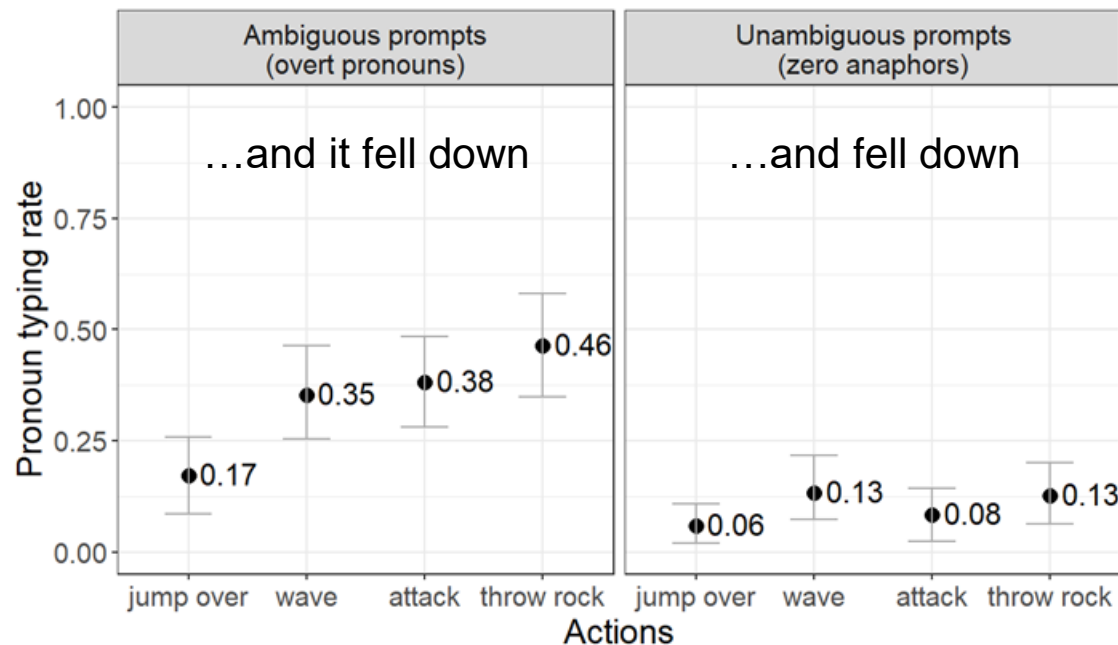 Ambiguous prompts
(overt pronouns)
Unambiguous prompts
(zero anaphors)
Pronoun typing rate
1.00
0.75
0.50
0.25
0.00
…and it fell down
…and fell down
0.17
0.35
0.38
0.46
0.06
0.13
0.08
0.13
jump over wave attack throw rock
jump over wave attack throw rock
Actions